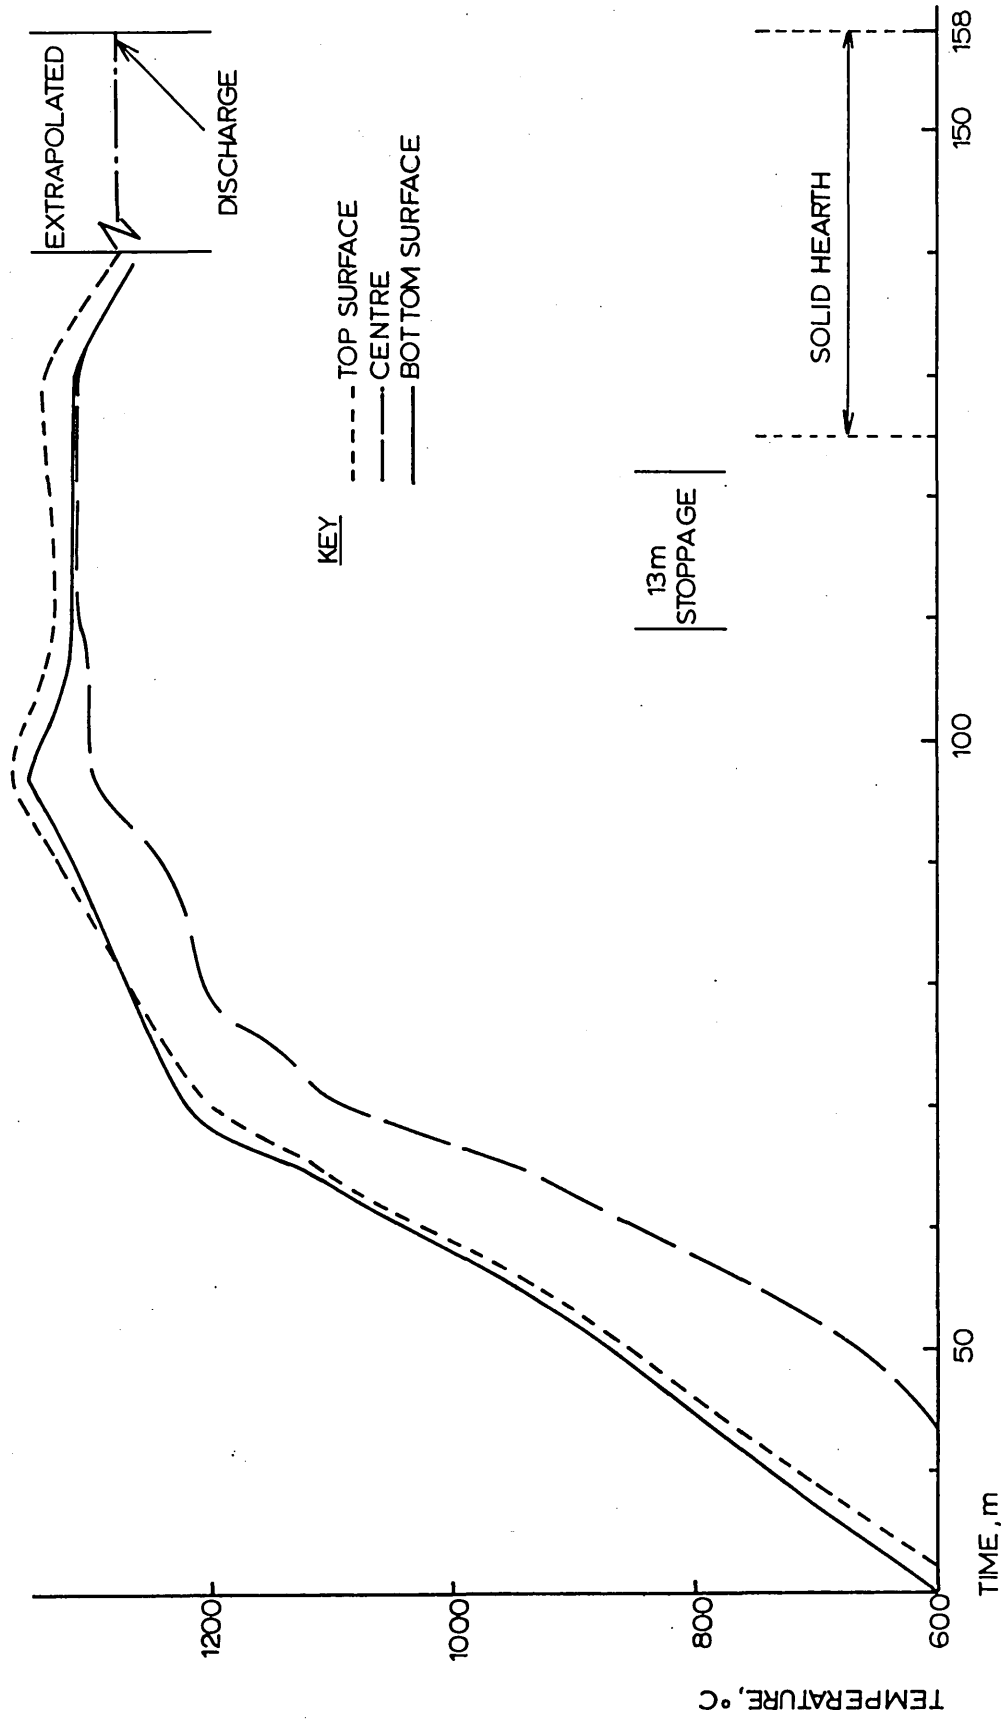 TEMPERATURE, °C
1200
1000
800
600
TIME, m
50
100
150
158
EXTRAPOLATED
DISCHARGE
KEY
TOP SURFACE
CENTRE
BOTTOM SURFACE
13m
STOPPAGE
SOLID HEARTH